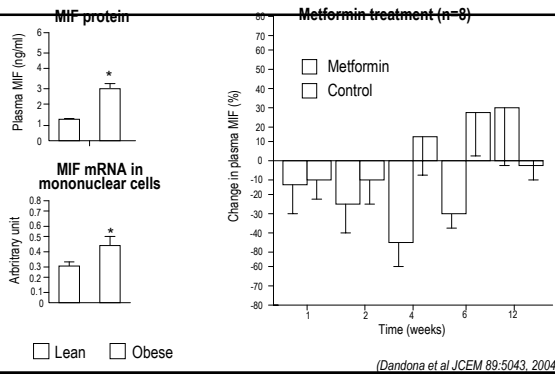 MIF protein
Plasma MIF (ng/ml)
6
5
4
3
2
1
0
*
MIF mRNA in
mononuclear cells
Arbritrary unit
0.8
0.7
0.6
0.5
0.4
0.3
0.2
0.1
0
*
Lean
Obese
Metformin treatment (n=8)
Change in plasma MIF (%)
80
70
60
50
40
30
20
10
0
-10
-20
-30
-40
-50
-60
-70
-80
Metformin
Control
1 2 4 6 12
Time (weeks)
(Dandona et al JCEM 89:5043, 2004